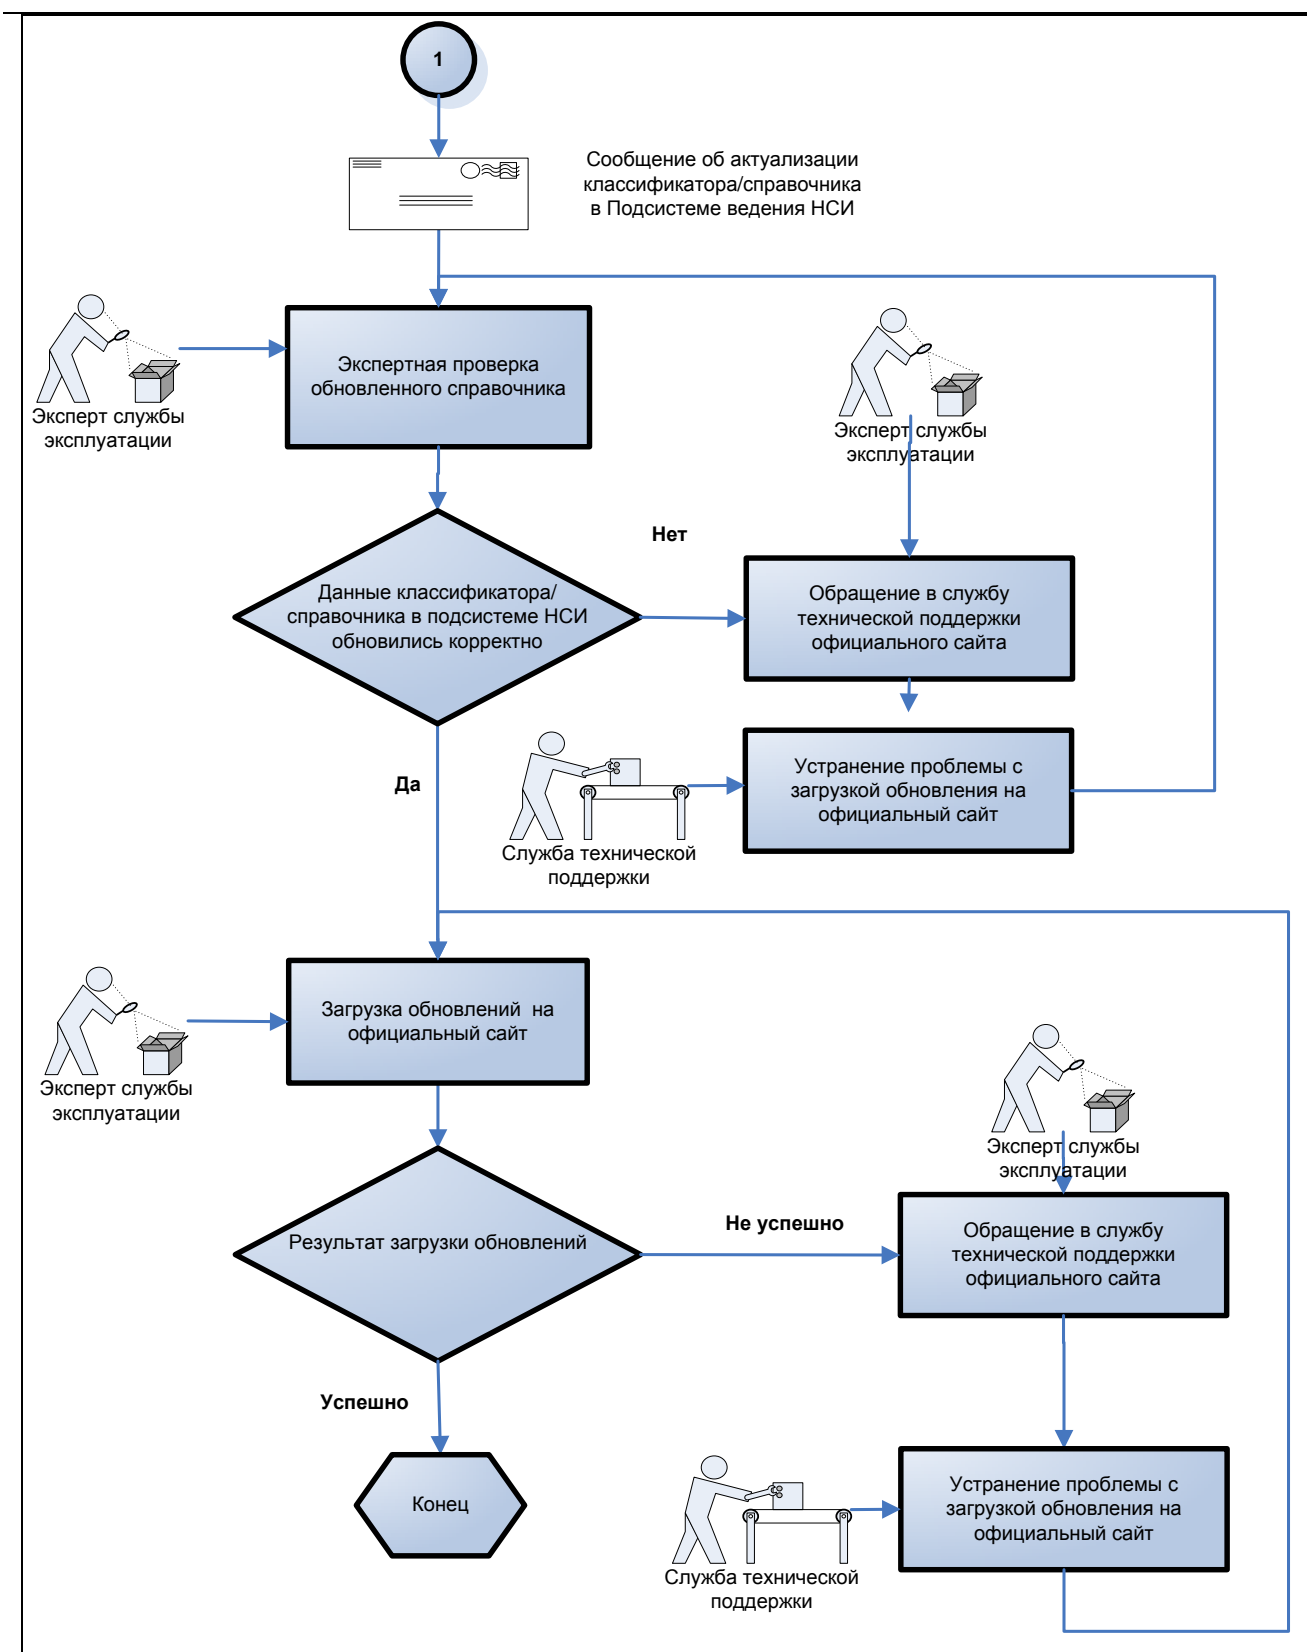 1
Сообщение об актуализации
классификатора/справочника
в Подсистеме ведения НСИ
Экспертная проверка
обновленного справочника
Эксперт службы
эксплуатации
Эксперт службы
эксплуатации
Нет
Данные классификатора/
справочника в подсистеме НСИ
обновились корректно
Обращение в службу
технической поддержки
официального сайта
Да
Устранение проблемы с
загрузкой обновления на
официальный сайт
Служба технической
поддержки
Загрузка обновлений на
официальный сайт
Эксперт службы
эксплуатации
Эксперт службы
эксплуатации
Результат загрузки обновлений
Не успешно
Обращение в службу
технической поддержки
официального сайта
Успешно
Конец
Устранение проблемы с
загрузкой обновления на
официальный сайт
Служба технической
поддержки